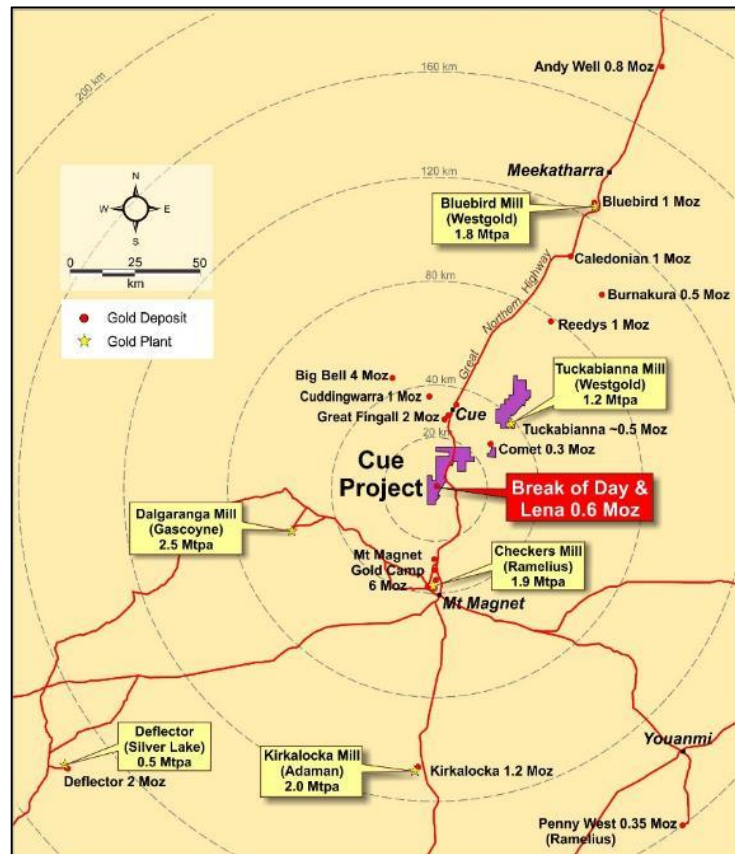 200 km
160 km
Andy Well 0.8 Moz
120 km
Meekatharra
N
W E
S
Bluebird Mill
(Westgold)
1.8 Mtpa
Bluebird 1 Moz
0 25 50
km
Caledonian 1 Moz
80 km
Great Northern Highway
Burnakura 0.5 Moz
Gold Deposit
Gold Plant
Reedys 1 Moz
Big Bell 4 Moz
40 km
Cuddingwarra 1 Moz
Great Fingall 2 Moz
Cue
Tuckabianna Mill
(Westgold)
1.2 Mtpa
20 km
Tuckabianna ~0.5 Moz
Comet 0.3 Moz
Cue
Project
Break of Day &
Lena 0.6 Moz
Dalgaranga Mill
(Gascoyne)
2.5 Mtpa
Mt Magnet
Gold Camp
6 Moz
Checkers Mill
(Ramelius)
1.9 Mtpa
Mt Magnet
Deflector
(Silver Lake)
0.5 Mtpa
Deflector 2 Moz
Kirkalocka Mill
(Adaman)
2.0 Mtpa
Kirkalocka 1.2 Moz
Youanmi
Penny West 0.35 Moz
(Ramelius)